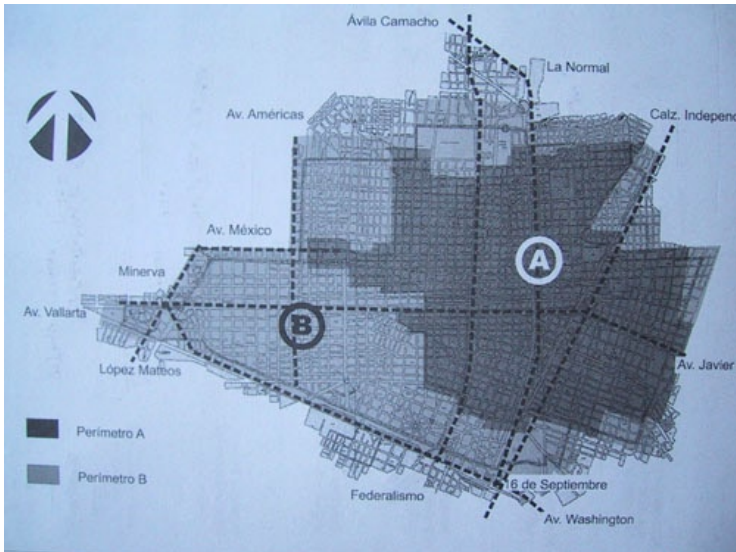 Ávila Camacho
La Normal
Av. Américas
Calz. Independ
Av. México
A
Minerva
Av. Vallarta
B
López Mateos
Av. Javier
Perímetro A
Perímetro B
16 de Septiembre
Federalismo
Av. Washington